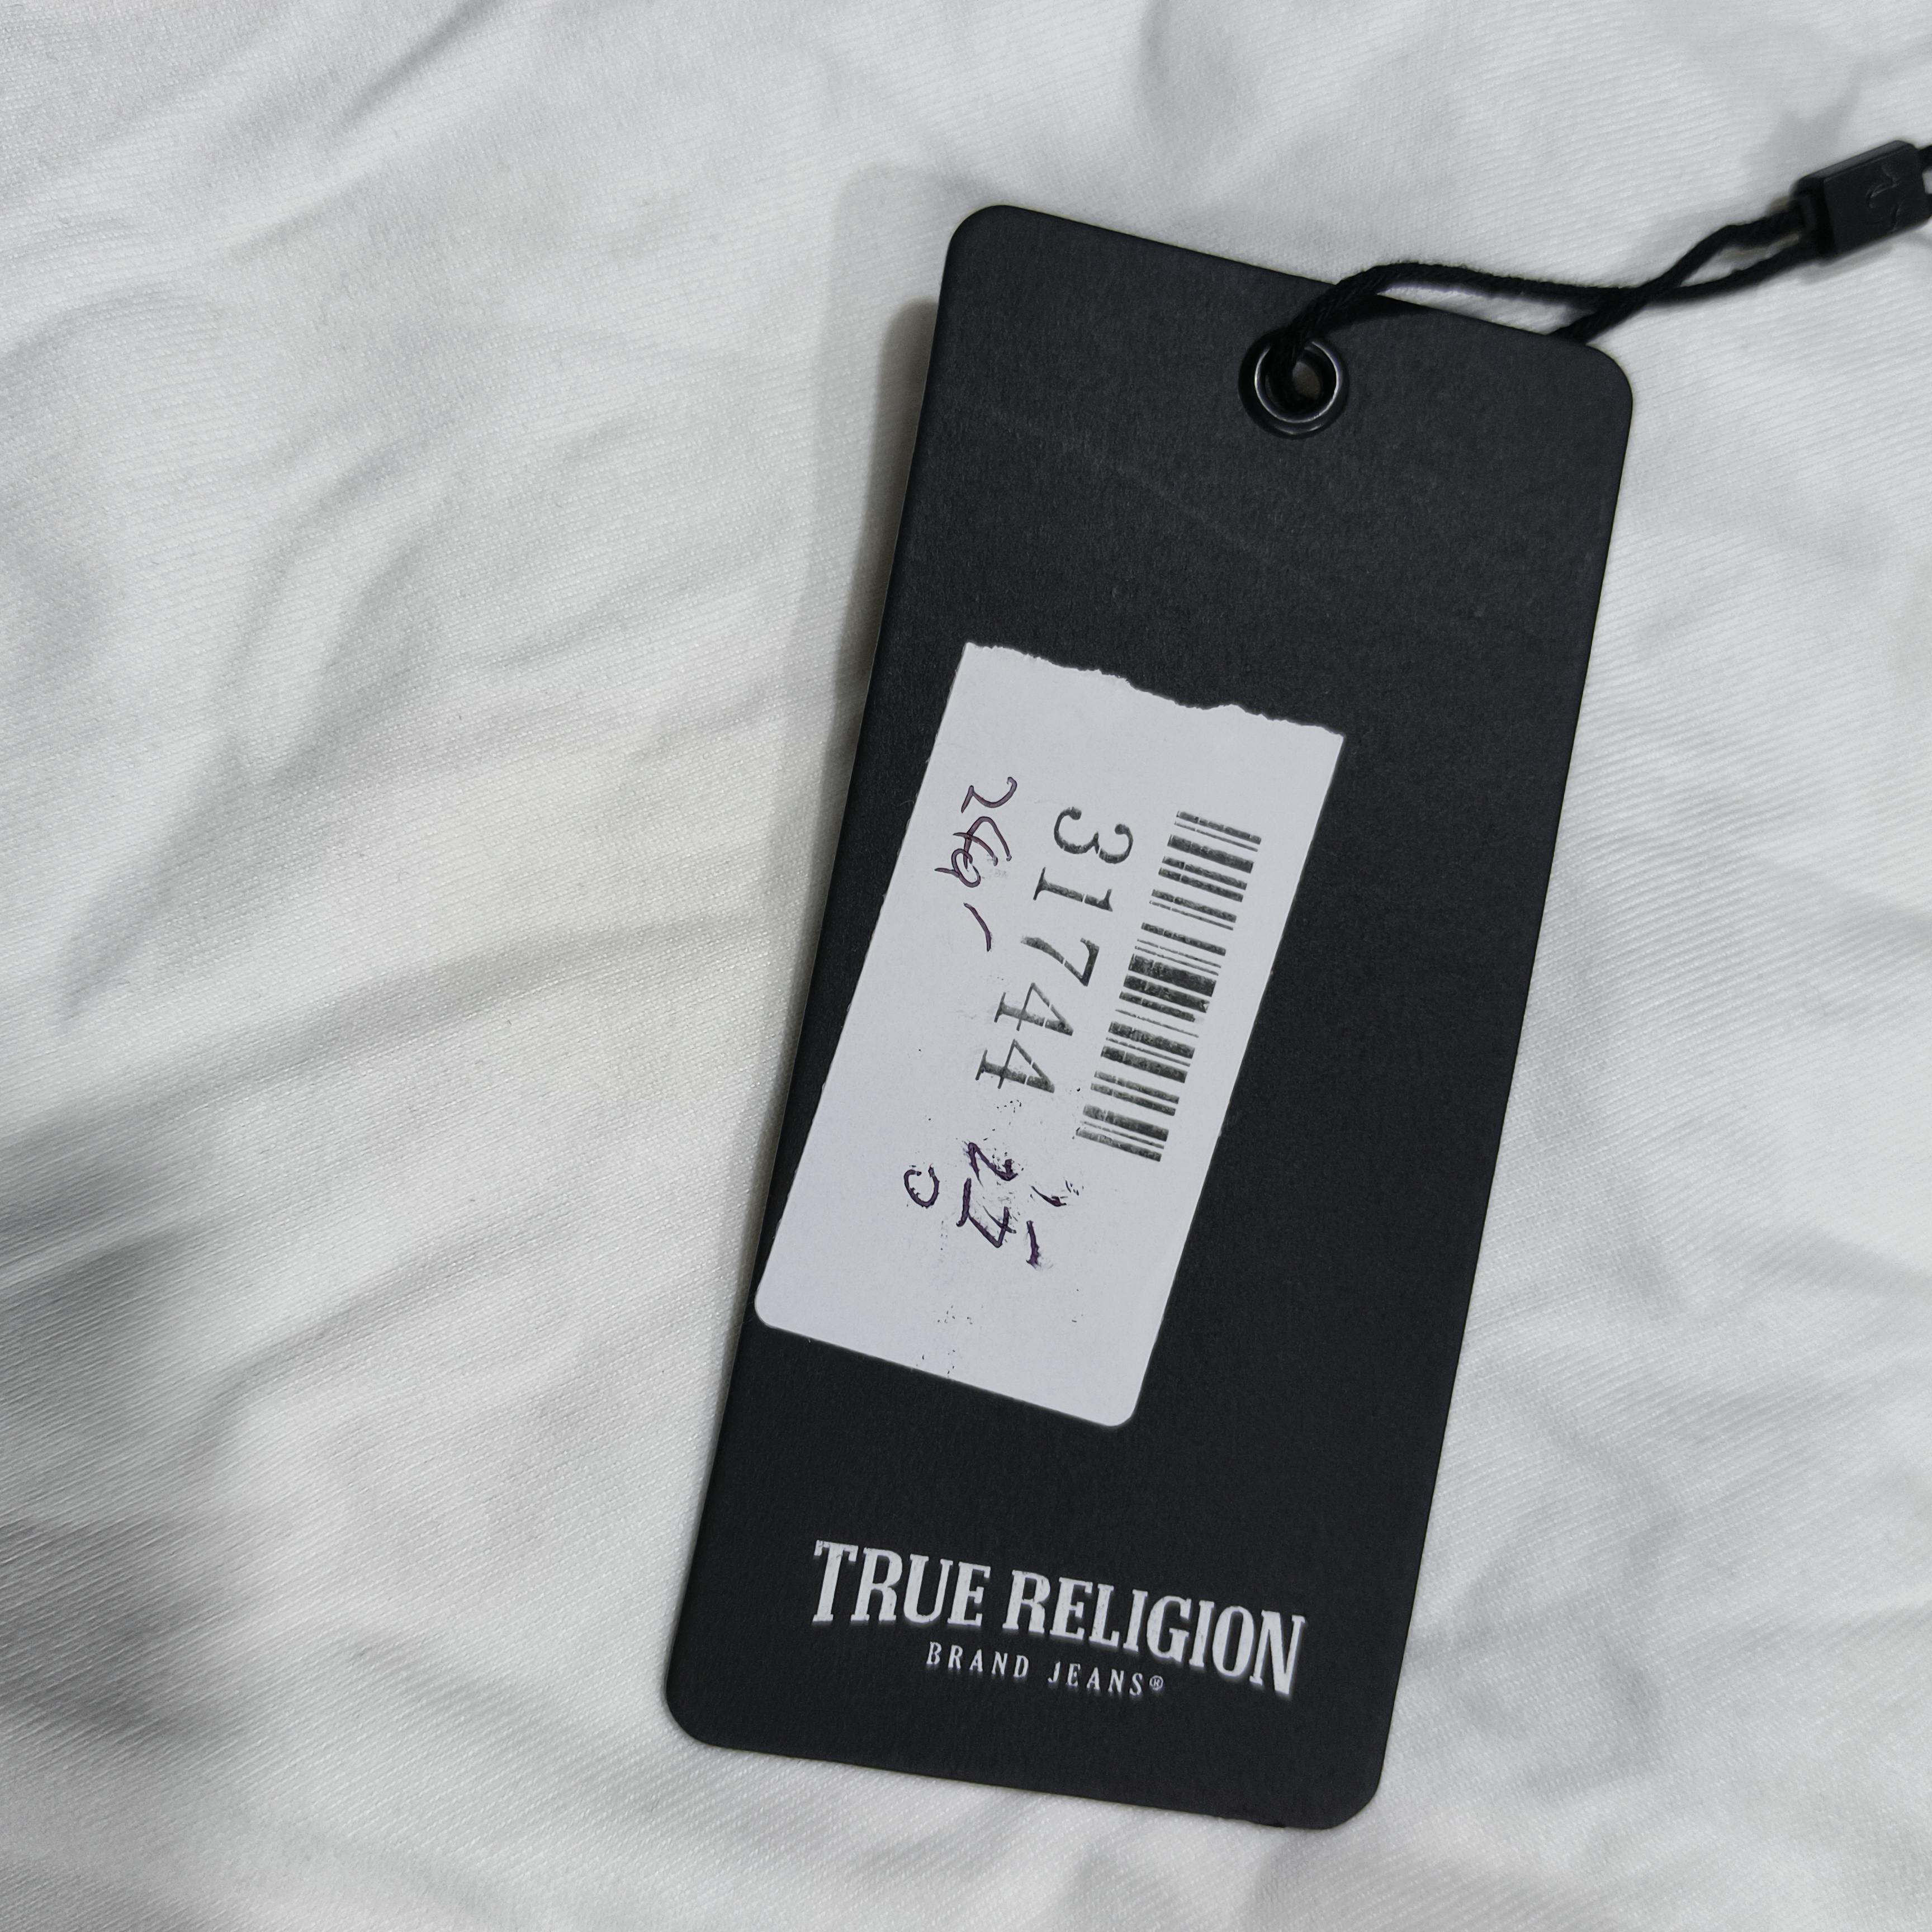 31744
TRUE RELIGION
BRAND JEANS®